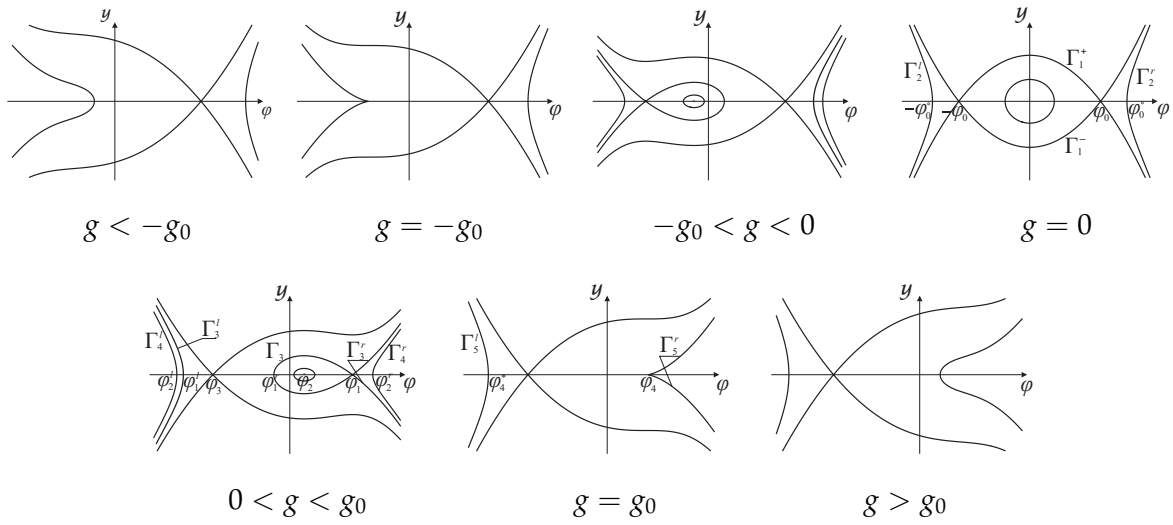 y
φ
g < −g₀
y
φ
g = −g₀
y
φ
−g₀ < g < 0
y
φ
Γ₂ˡ
Γ₁⁺
Γ₂ʳ
−φ₀* −φ₀ φ₀ φ₀*
Γ₁⁻
g = 0
y
φ
Γ₄ˡ Γ₃ˡ Γ₃ Γ₃ʳ Γ₄ʳ
φ₂ˡ φ₁ˡ φ₃ φ₁ʳ φ₂ φ₁ φ₂ʳ
0 < g < g₀
y
φ
Γ₅ˡ Γ₅ʳ
φ₄* φ₄
g = g₀
y
φ
g > g₀